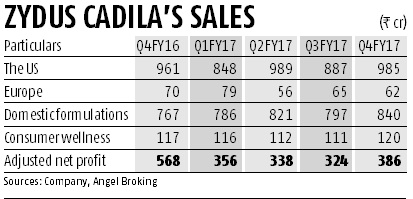 ZYDUS CADILA'S SALES (₹ cr)
Particulars Q4FY16 Q1FY17 Q2FY17 Q3FY17 Q4FY17
The US 961 848 989 887 985
Europe 70 79 56 65 62
Domestic formulations 767 786 821 797 840
Consumer wellness 117 116 112 111 120
Adjusted net profit 568 356 338 324 386
Sources: Company, Angel Broking